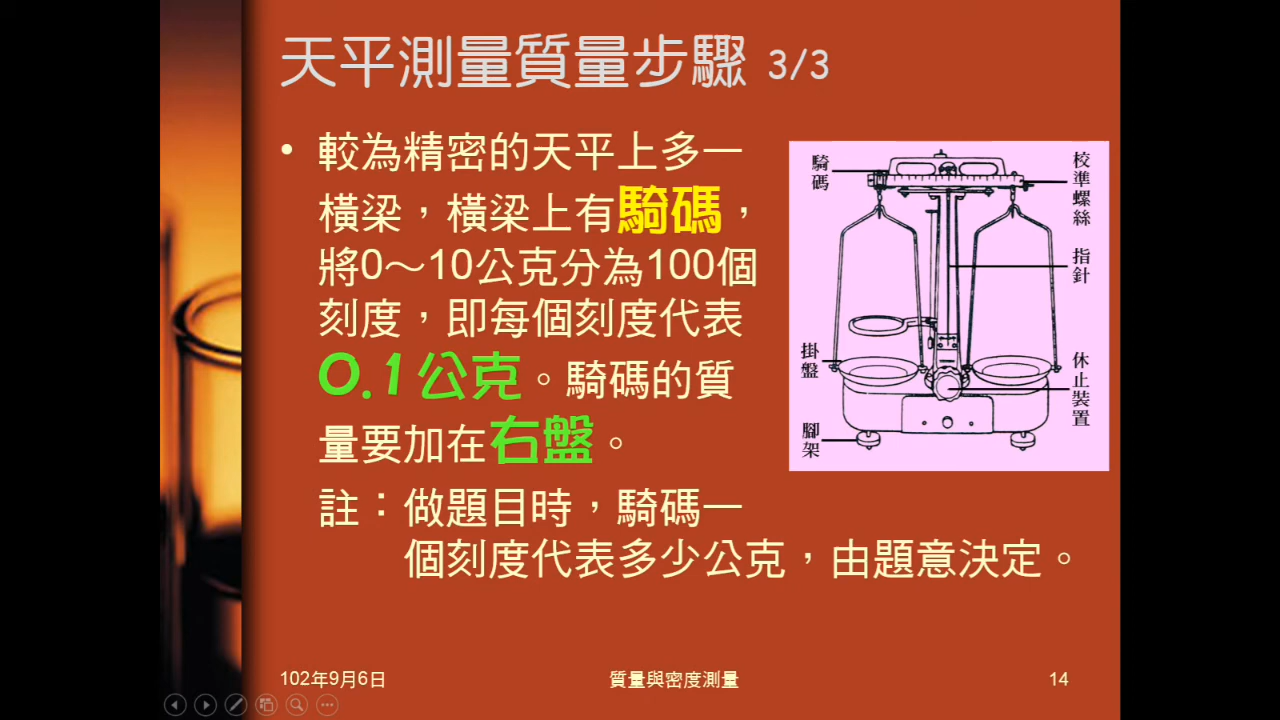 天平測量質量步驟 3/3
• 較為精密的天平上多一
橫梁，橫梁上有騎碼，
將0～10公克分為100個
刻度，即每個刻度代表
0.1公克。騎碼的質
量要加在右盤。
註：做題目時，騎碼一
個刻度代表多少公克，由題意決定。
騎碼
校準螺絲
指針
掛盤
休止裝置
腳架
102年9月6日
質量與密度測量
14